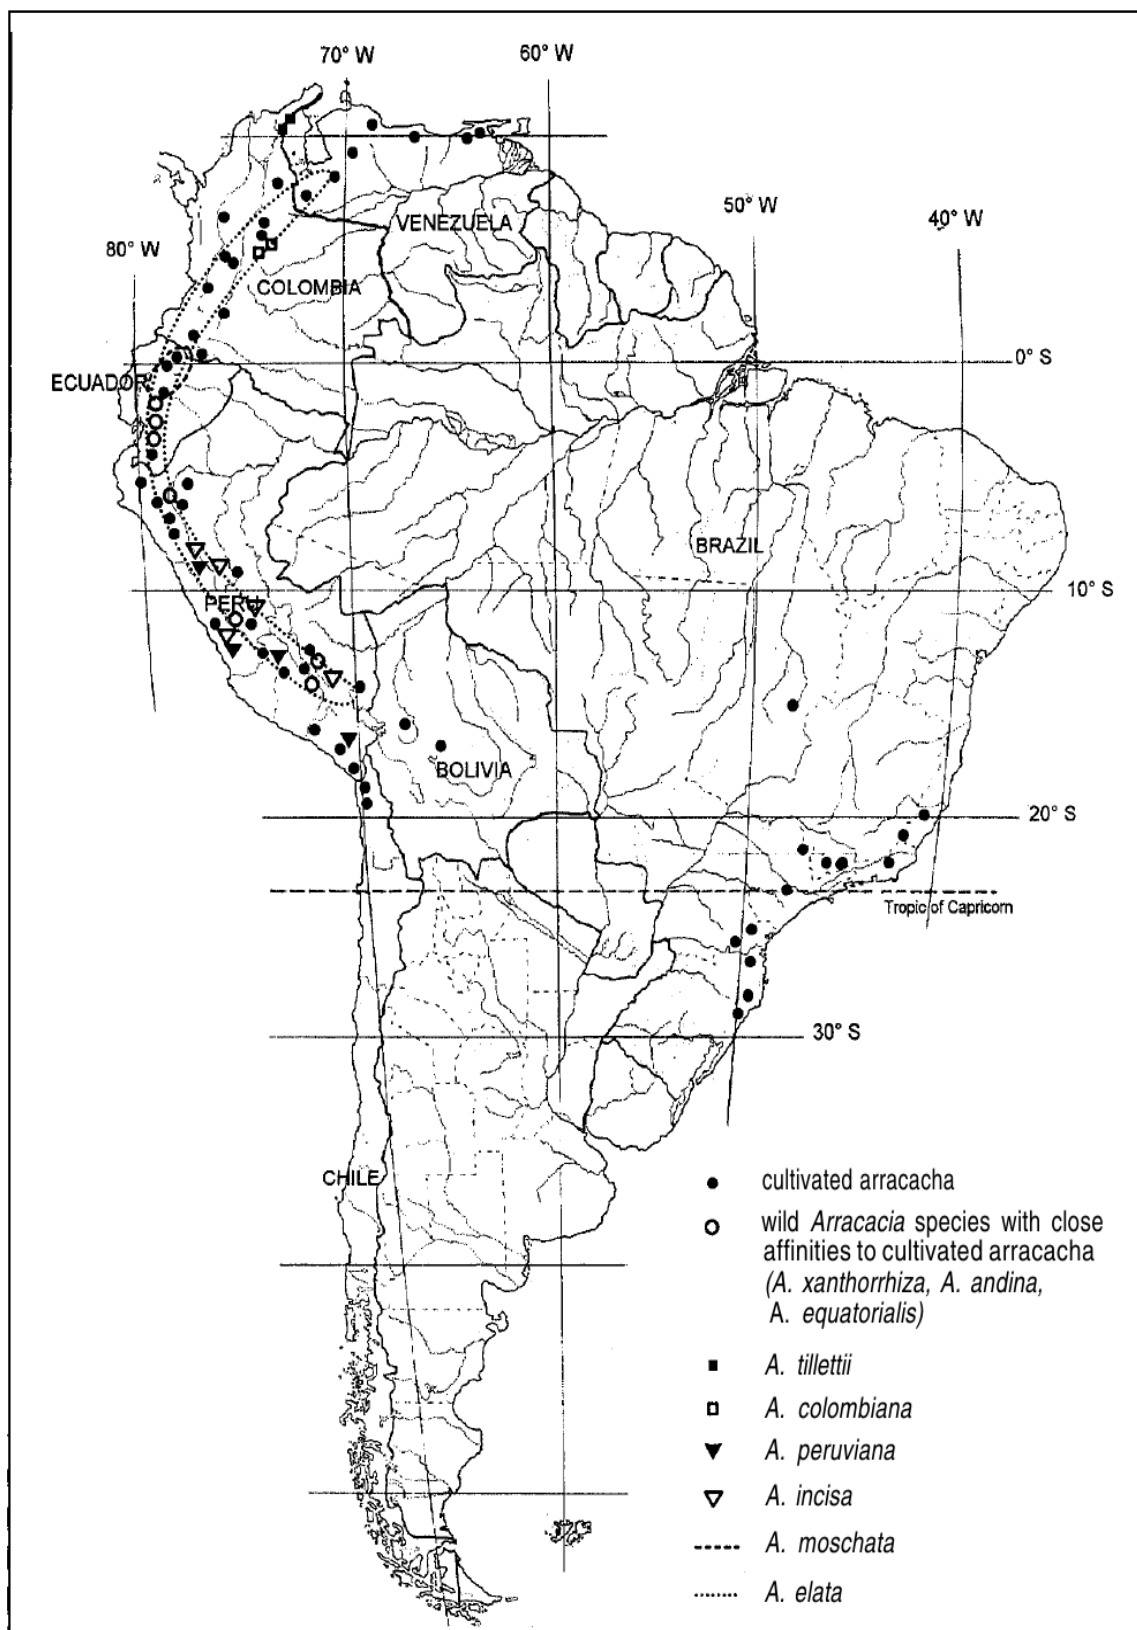 70° W
60° W
50° W
40° W
80° W
VENEZUELA
COLOMBIA
0° S
ECUADOR
BRAZIL
10° S
PERU
BOLIVIA
20° S
Tropic of Capricorn
30° S
CHILE
cultivated arracacha
wild Arracacia species with close
affinities to cultivated arracacha
(A. xanthorrhiza, A. andina,
A. equatorialis)
A. tillettii
A. colombiana
A. peruviana
A. incisa
A. moschata
A. elata